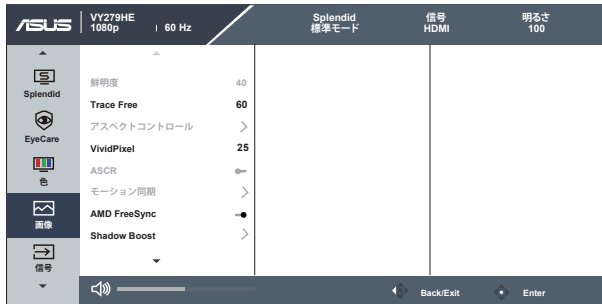 ASUS
VY279HE
1080p 60 Hz
Splendid
標準モード
信号
HDMI
明るさ
100
Splendid
EyeCare
色
画像
信号
鮮明度 40
Trace Free 60
アスペクトコントロール
VividPixel 25
ASCR
モーション同期
AMD FreeSync
Shadow Boost
Back/Exit
Enter